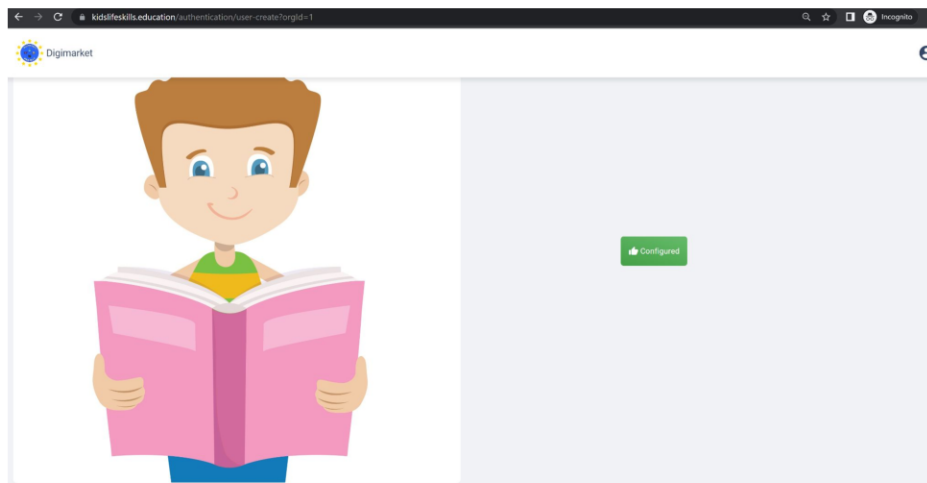 kidslifeskills.education/authentication/user-create?orgId=1
Incognito
Digimarket
Configured